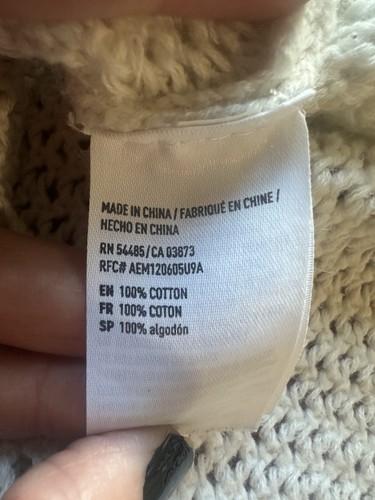 MADE IN CHINA / FABRIQUÉ EN CHINE /
HECHO EN CHINA
RN 54485/CA 03873
RFC# AEM120605U9A
EN 100% COTTON
FR 100% COTON
SP 100% algodón